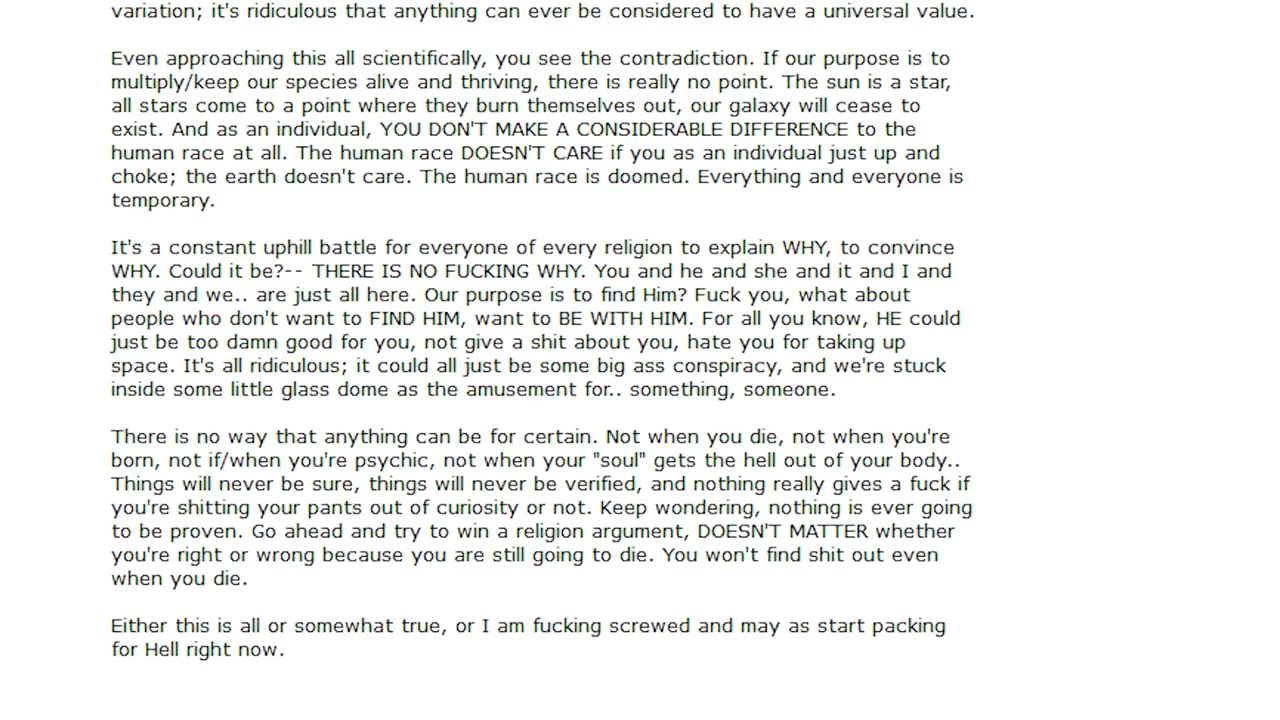 variation; it's ridiculous that anything can ever be considered to have a universal value.
Even approaching this all scientifically, you see the contradiction. If our purpose is to
multiply/keep our species alive and thriving, there is really no point. The sun is a star,
all stars come to a point where they burn themselves out, our galaxy will cease to
exist. And as an individual, YOU DON'T MAKE A CONSIDERABLE DIFFERENCE to the
human race at all. The human race DOESN'T CARE if you as an individual just up and
choke; the earth doesn't care. The human race is doomed. Everything and everyone is
temporary.
It's a constant uphill battle for everyone of every religion to explain WHY, to convince
WHY. Could it be?-- THERE IS NO FUCKING WHY. You and he and she and it and I and
they and we.. are just all here. Our purpose is to find Him? Fuck you, what about
people who don't want to FIND HIM, want to BE WITH HIM. For all you know, HE could
just be too damn good for you, not give a shit about you, hate you for taking up
space. It's all ridiculous; it could all just be some big ass conspiracy, and we're stuck
inside some little glass dome as the amusement for.. something, someone.
There is no way that anything can be for certain. Not when you die, not when you're
born, not if/when you're psychic, not when your "soul" gets the hell out of your body..
Things will never be sure, things will never be verified, and nothing really gives a fuck if
you're shitting your pants out of curiosity or not. Keep wondering, nothing is ever going
to be proven. Go ahead and try to win a religion argument, DOESN'T MATTER whether
you're right or wrong because you are still going to die. You won't find shit out even
when you die.
Either this is all or somewhat true, or I am fucking screwed and may as start packing
for Hell right now.